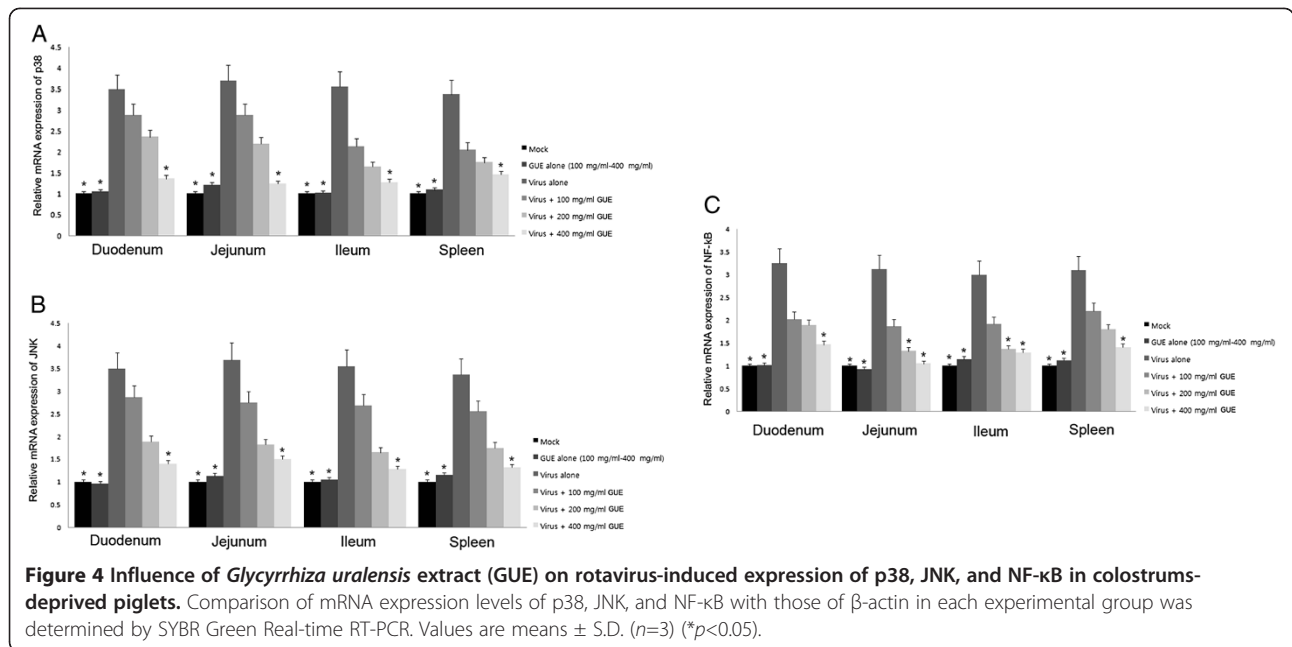 A
Relative mRNA expression of p38
4.5
4
3.5
3
2.5
2
1.5
1
0.5
0
* * * * * * * * * * * *
Duodenum Jejunum Ileum Spleen
Mock
GUE alone (100 mg/ml-400 mg/ml)
Virus alone
Virus + 100 mg/ml GUE
Virus + 200 mg/ml GUE
Virus + 400 mg/ml GUE
B
Relative mRNA expression of JNK
4.5
4
3.5
3
2.5
2
1.5
1
0.5
0
* * * * * * * * * * * *
Duodenum Jejunum Ileum Spleen
Mock
GUE alone (100 mg/ml-400 mg/ml)
Virus alone
Virus + 100 mg/ml GUE
Virus + 200 mg/ml GUE
Virus + 400 mg/ml GUE
C
Relative mRNA expression of NF-kB
4
3.5
3
2.5
2
1.5
1
0.5
0
* * * * * * * * * * * * * *
Duodenum Jejunum Ileum Spleen
Mock
GUE alone (100 mg/ml-400 mg/ml)
Virus alone
Virus + 100 mg/ml GUE
Virus + 200 mg/ml GUE
Virus + 400 mg/ml GUE
Figure 4 Influence of Glycyrrhiza uralensis extract (GUE) on rotavirus-induced expression of p38, JNK, and NF-κB in colostrums-
deprived piglets. Comparison of mRNA expression levels of p38, JNK, and NF-κB with those of β-actin in each experimental group was
determined by SYBR Green Real-time RT-PCR. Values are means ± S.D. (n=3) (*p<0.05).